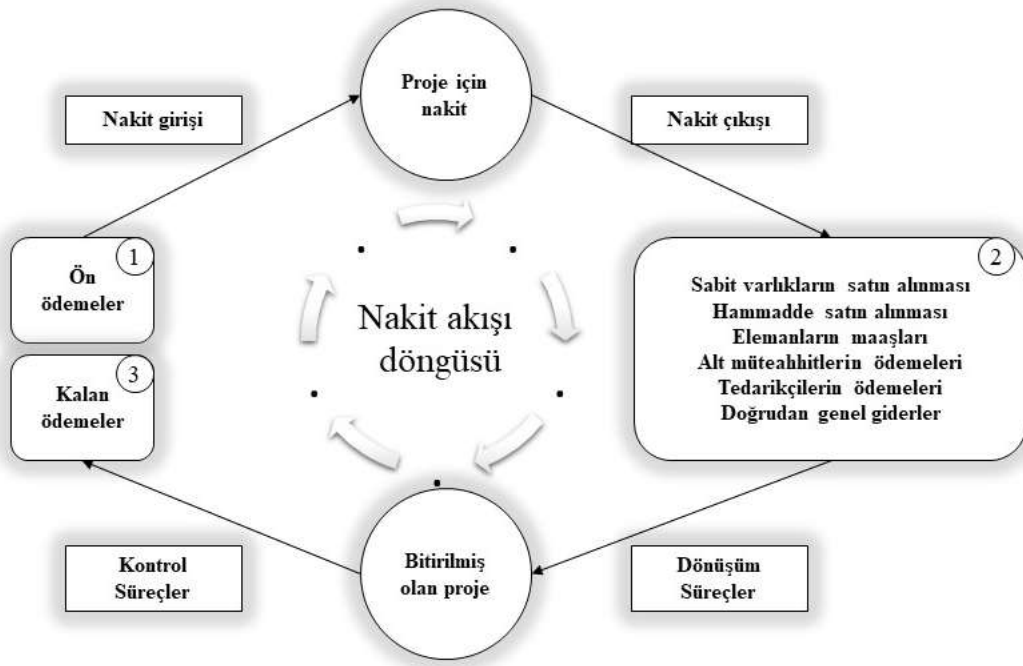 Proje için
nakit
Nakit girişi
Nakit çıkışı
1
Ön
ödemeler
2
Sabit varlıkların satın alınması
Hammadde satın alınması
Elemanların maaşları
Alt müteahhitlerin ödemeleri
Tedarikçilerin ödemeleri
Doğrudan genel giderler
Nakit akışı
döngüsü
3
Kalan
ödemeler
Kontrol
Süreçler
Bitirilmiş
olan proje
Dönüşüm
Süreçler